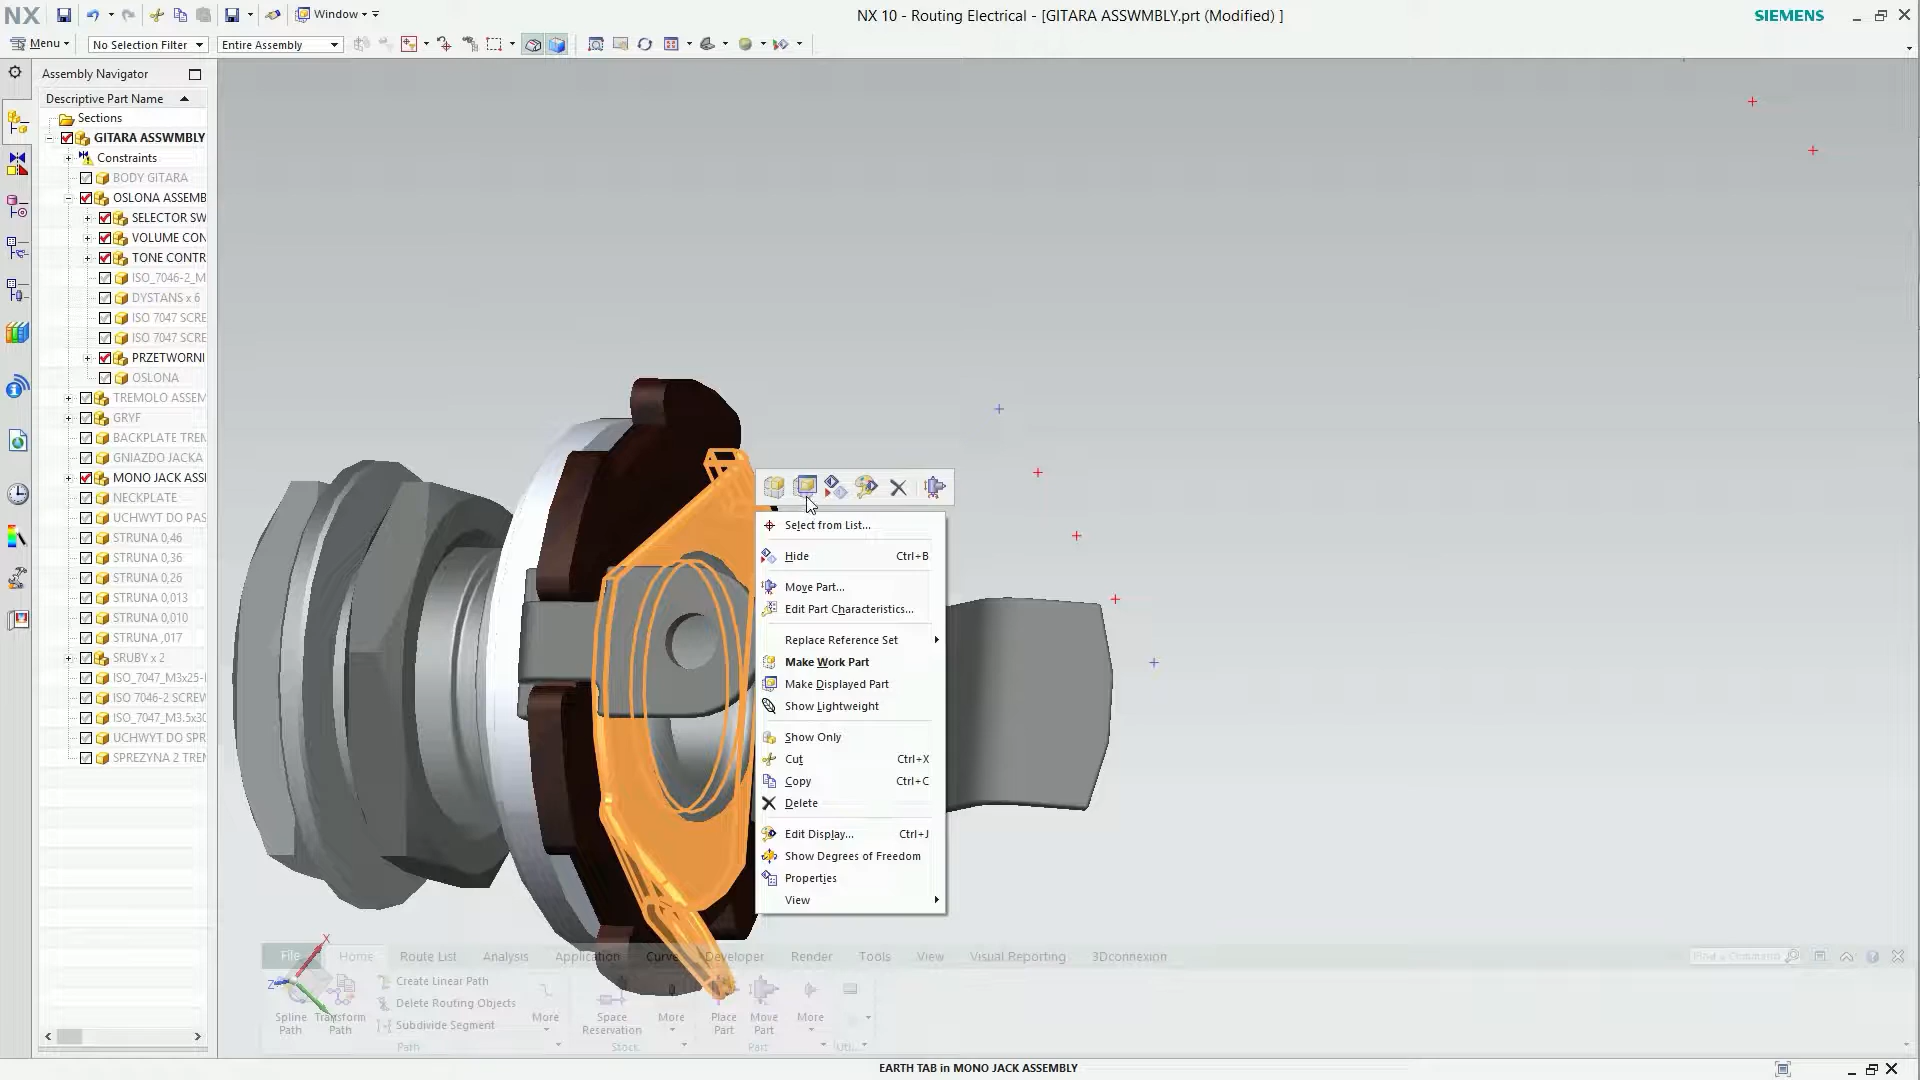 NX
Window
NX 10 - Routing Electrical - [GITARA ASSWMBLY.prt (Modified) ]
SIEMENS
Menu
No Selection Filter
Entire Assembly
Assembly Navigator
Descriptive Part Name
Sections
GITARA ASSWMBLY
Constraints
BODY GITARA
OSLONA ASSEMB
SELECTOR SW
VOLUME CON
TONE CONTR
ISO_7046-2_M
DYSTANS x 6
ISO 7047 SCRE
ISO 7047 SCRE
PRZETWORNI
OSLONA
TREMOLO ASSEM
GRYF
BACKPLATE TREM
GNIAZDO JACKA
MONO JACK ASSI
NECKPLATE
UCHWYT DO PAS
STRUNA 0,46
STRUNA 0,36
STRUNA 0,26
STRUNA 0,013
STRUNA 0,010
STRUNA ,017
SRUBY x 2
ISO_7047_M3x25-
ISO 7046-2 SCREW
ISO_7047_M3.5x30
UCHWYT DO SPR
SPREZYNA 2 TREM
Select from List...
Hide Ctrl+B
Move Part...
Edit Part Characteristics...
Replace Reference Set
Make Work Part
Make Displayed Part
Show Lightweight
Show Only
Cut Ctrl+X
Copy Ctrl+C
Delete
Edit Display... Ctrl+J
Show Degrees of Freedom
Properties
View
X
Z
File Home Route List Analysis Application Curve Developer Render Tools View Visual Reporting 3Dconnexion
Find a Command
Spline Path
Transform Path
Create Linear Path
Delete Routing Objects
Subdivide Segment
More
Path
Space Reservation
More
Stock
Place Part
Move Part
More
Part
Uti...
EARTH TAB in MONO JACK ASSEMBLY